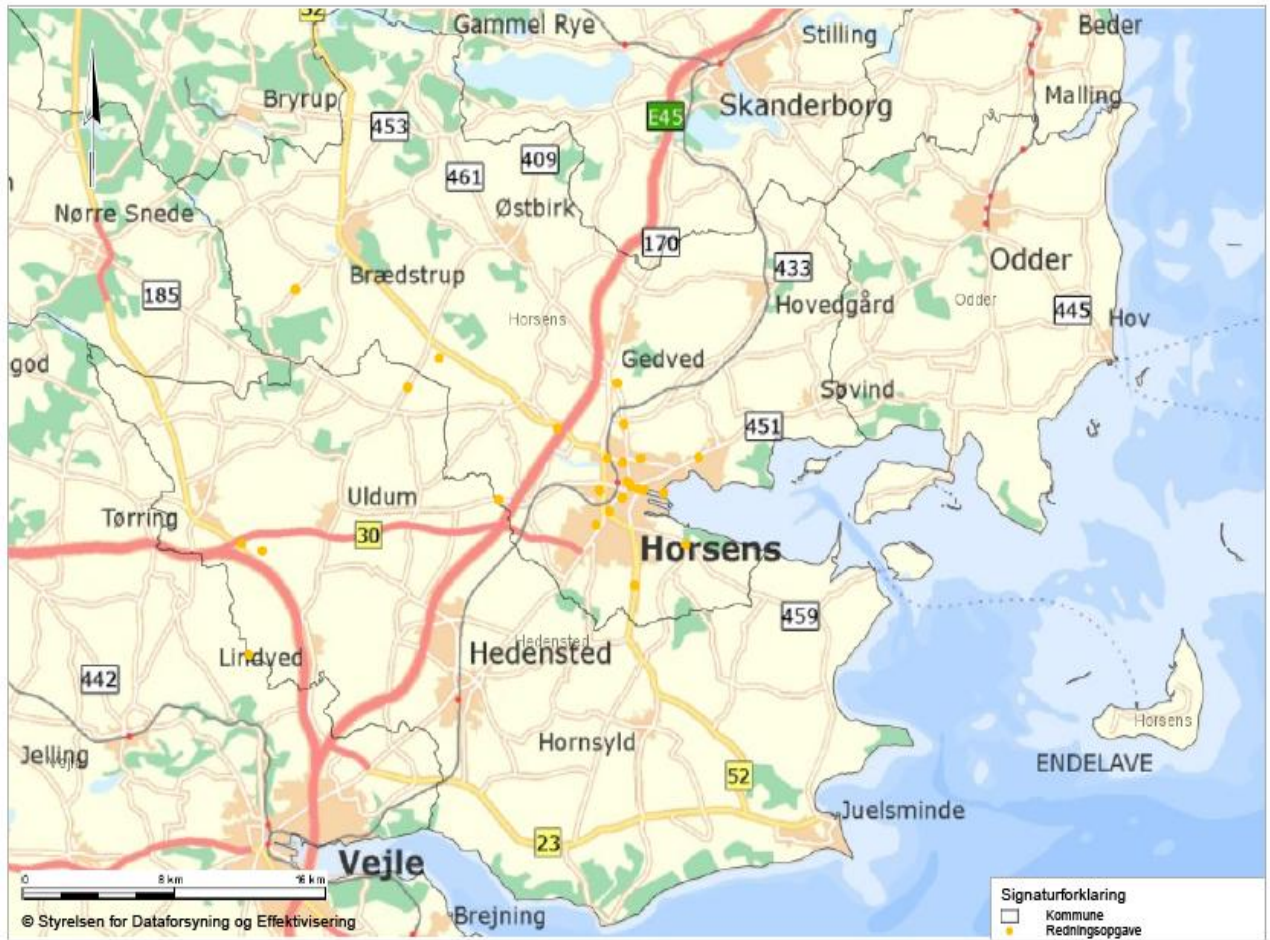 52
Gammel Rye
Stilling
Beder
Bryrup
453
E45
Skanderborg
Malling
409
461
Østbirk
Nørre Snede
170
433
Odder
Brædstrup
185
Hovedgård
Odder
445
Hov
Horsens
Gedved
god
Søvind
451
Uldum
Tørring
30
Horsens
459
Hedensted
Lindved
Hedensted
442
Jelling
Vejle
Hornsyld
Horsens
ENDELAVE
52
Juelsminde
23
Vejle
0 8 km 16 km
Signaturforklaring
Kommune
Redningsopgave
© Styrelsen for Dataforsyning og Effektivisering
Brejning